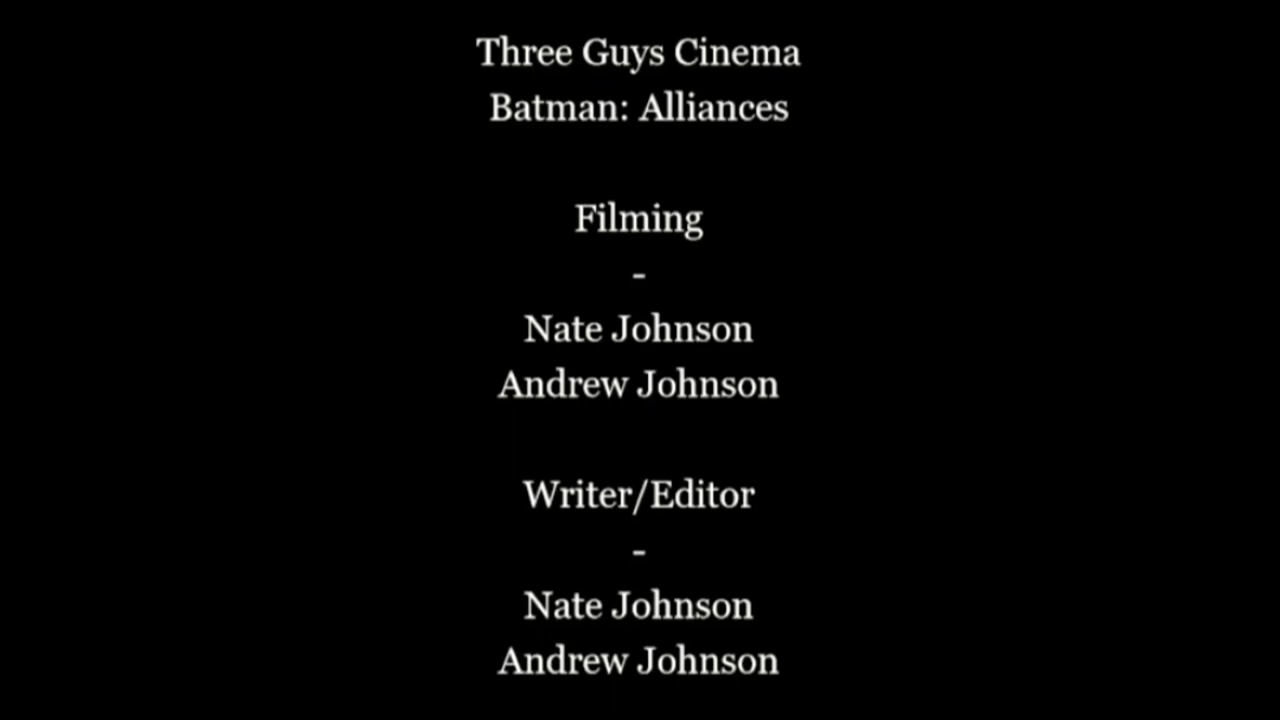 Three Guys Cinema
Batman: Alliances
Filming
-
Nate Johnson
Andrew Johnson
Writer/Editor
-
Nate Johnson
Andrew Johnson